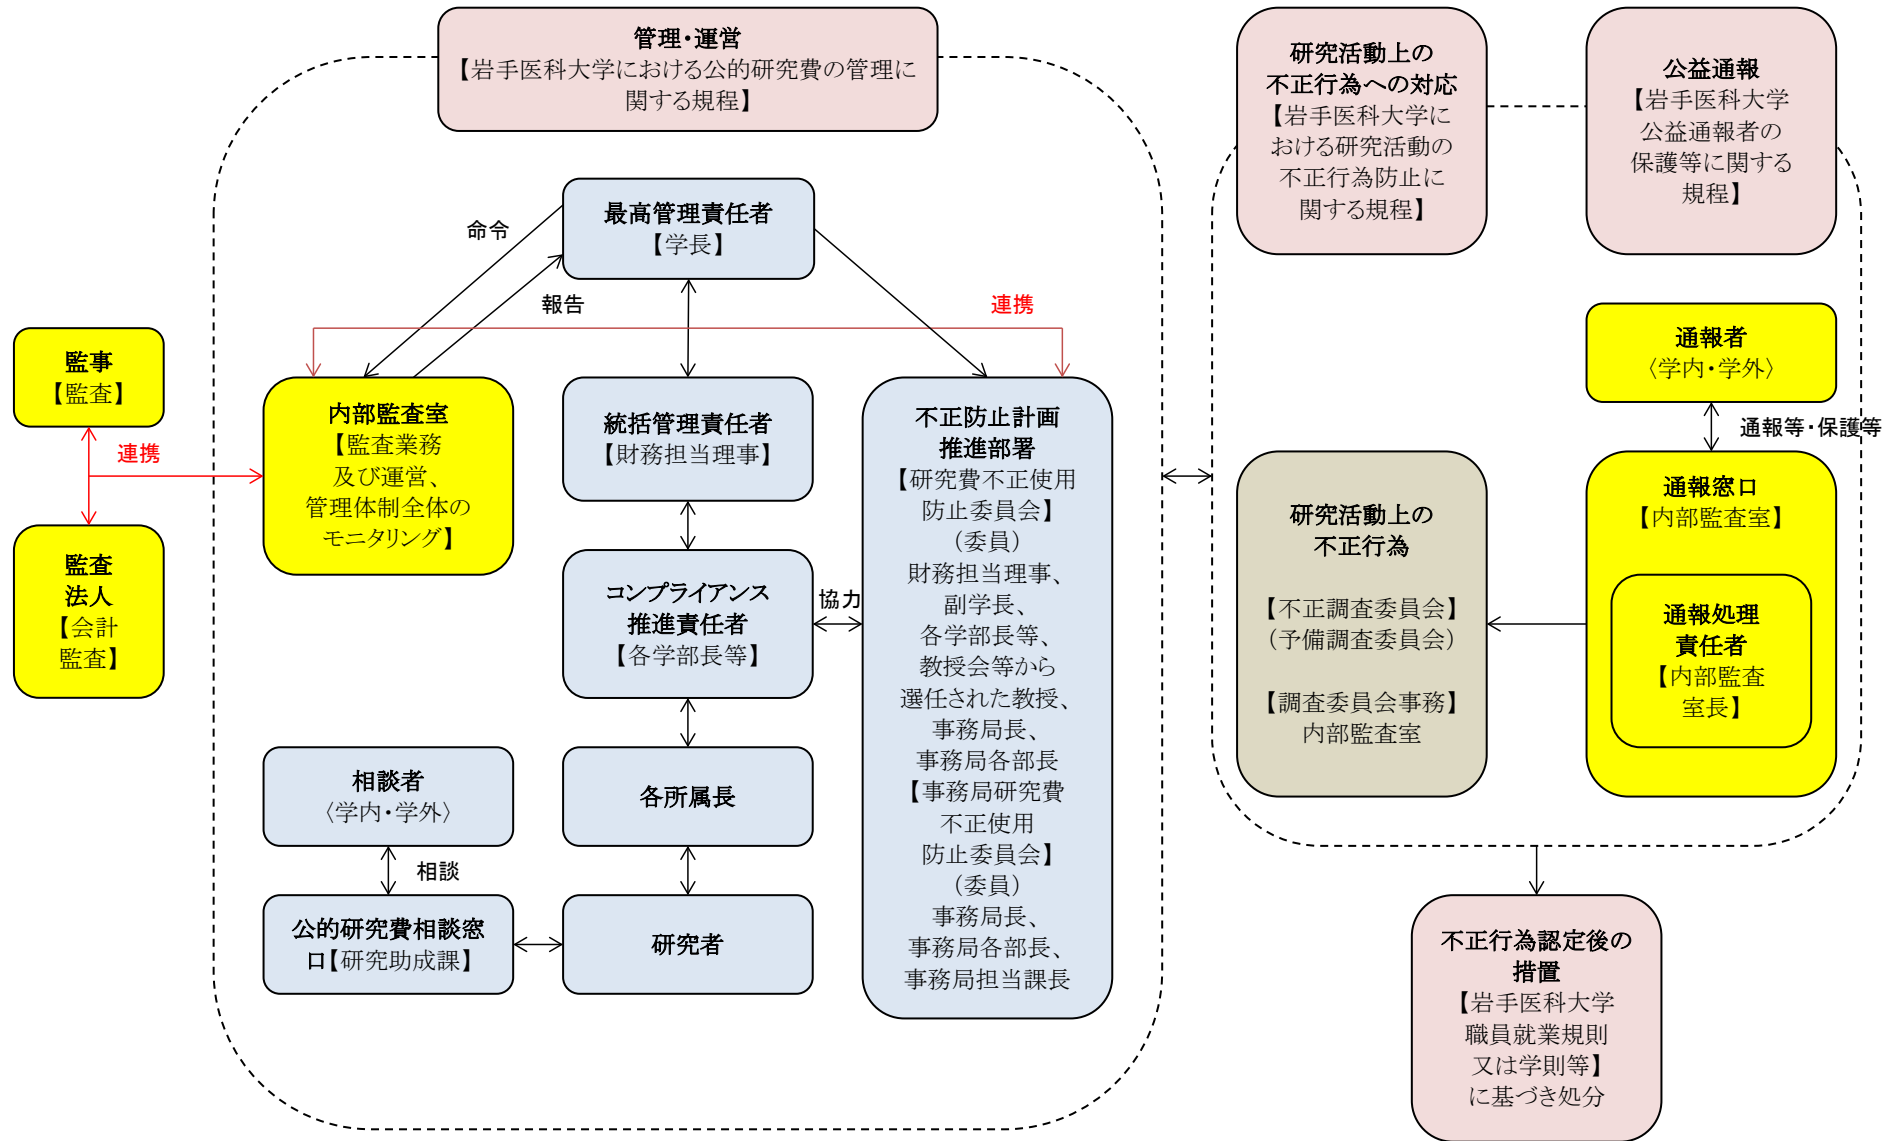 管理・運営
【岩手医科大学における公的研究費の管理に
関する規程】
研究活動上の
不正行為への対応
【岩手医科大学に
おける研究活動の
不正行為防止に
関する規程】
公益通報
【岩手医科大学
公益通報者の
保護等に関する
規程】
最高管理責任者
【学長】
命令
報告
連携
監事
【監査】
連携
監査
法人
【会計
監査】
内部監査室
【監査業務
及び運営、
管理体制全体の
モニタリング】
統括管理責任者
【財務担当理事】
コンプライアンス
推進責任者
【各学部長等】
協力
各所属長
研究者
相談者
〈学内・学外〉
相談
公的研究費相談窓
口【研究助成課】
不正防止計画
推進部署
【研究費不正使用
防止委員会】
（委員）
財務担当理事、
副学長、
各学部長等、
教授会等から
選任された教授、
事務局長、
事務局各部長
【事務局研究費
不正使用
防止委員会】
（委員）
事務局長、
事務局各部長、
事務局担当課長
通報者
〈学内・学外〉
通報等・保護等
通報窓口
【内部監査室】
通報処理
責任者
【内部監査
室長】
研究活動上の
不正行為
【不正調査委員会】
（予備調査委員会）
【調査委員会事務】
内部監査室
不正行為認定後の
措置
【岩手医科大学
職員就業規則
又は学則等】
に基づき処分